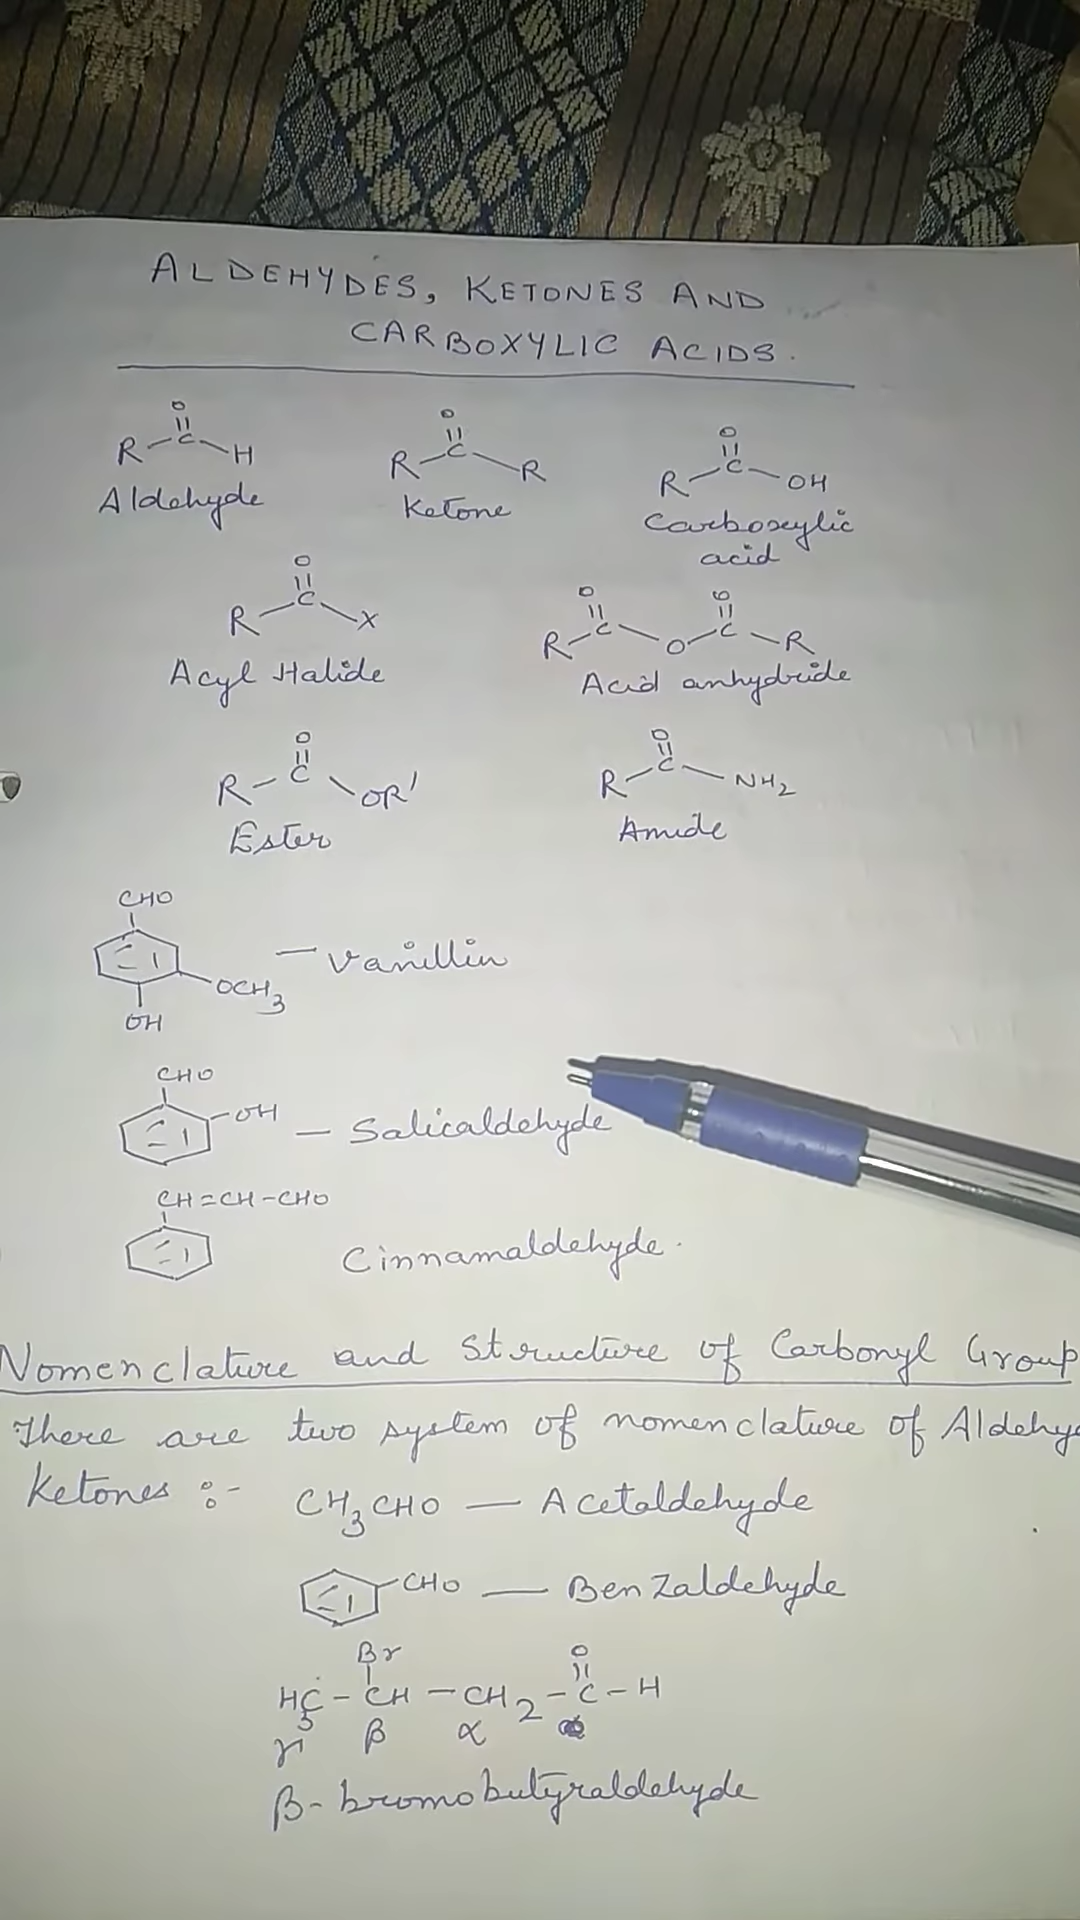 ALDEHYDES, KETONES AND
CARBOXYLIC ACIDS.
O O O
R-C-H R-C-R R-C-OH
Aldehyde Ketone Carboxylic
acid
O O O
R-C-X R-C-O-C-R
Acyl Halide Acid anhydride
O O
R-C-OR' R-C-NH2
Ester Amide
CHO
OCH3 - Vanillin
OH
CHO
OH - Salicaldehyde
CH=CH-CHO
Cinnamaldehyde.
Nomenclature and Structure of Carbonyl Group
There are two system of nomenclature of Aldehy
Ketones :-
CH3CHO - Acetaldehyde
CHO - Benzaldehyde
Br O
H3C - CH - CH2 - C - H
γ β α
β-bromobutyraldehyde